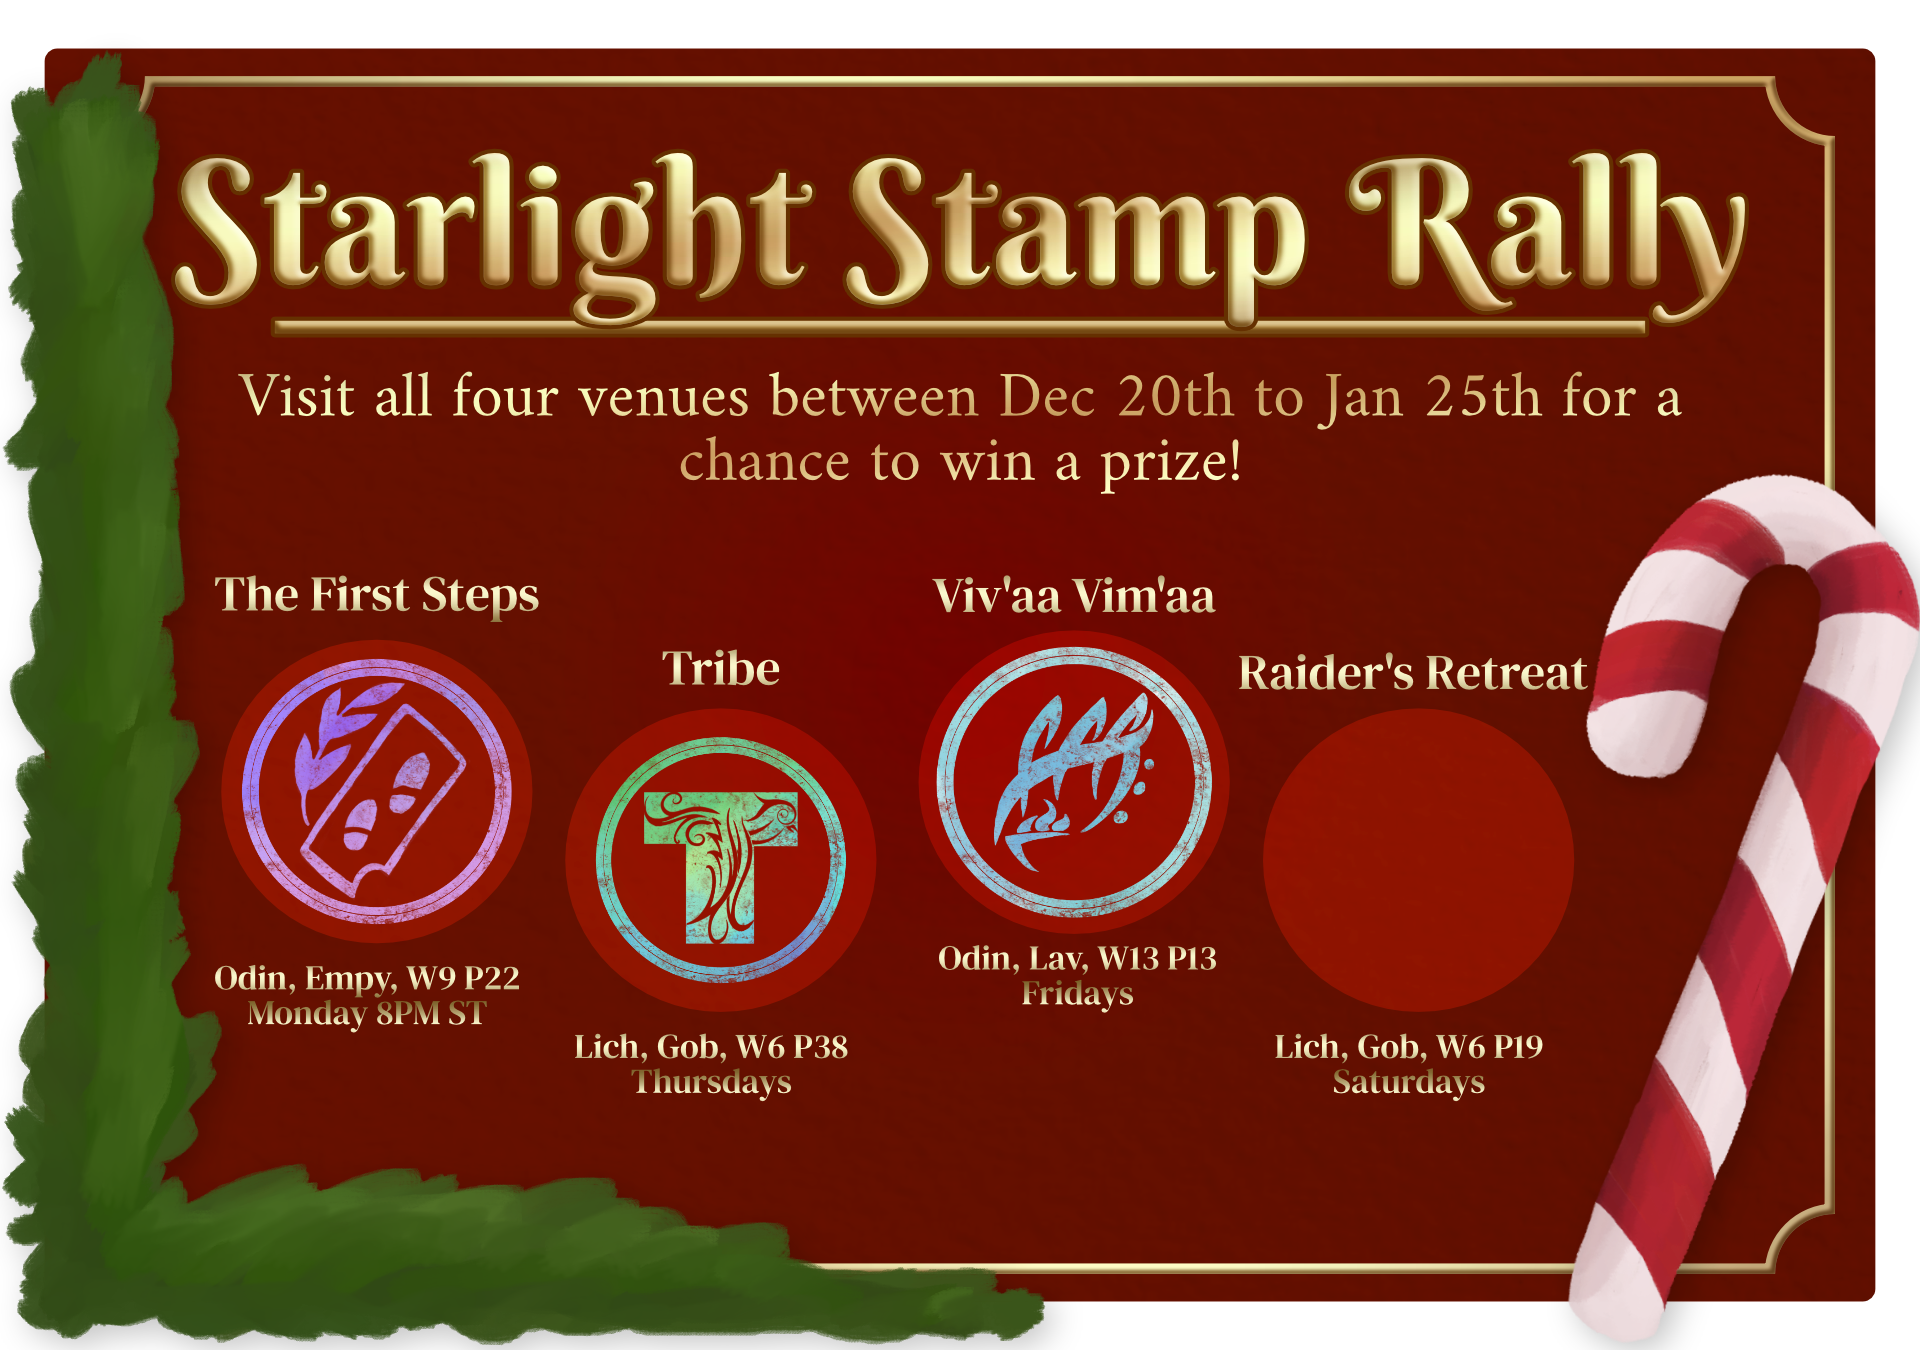 Starlight Stamp Rally
Visit all four venues between Dec 20th to Jan 25th for a
chance to win a prize!
The First Steps
Odin, Empy, W9 P22
Monday 8PM ST
Tribe
T
Lich, Gob, W6 P38
Thursdays
Viv'aa Vim'aa
Odin, Lav, W13 P13
Fridays
Raider's Retreat
Lich, Gob, W6 P19
Saturdays